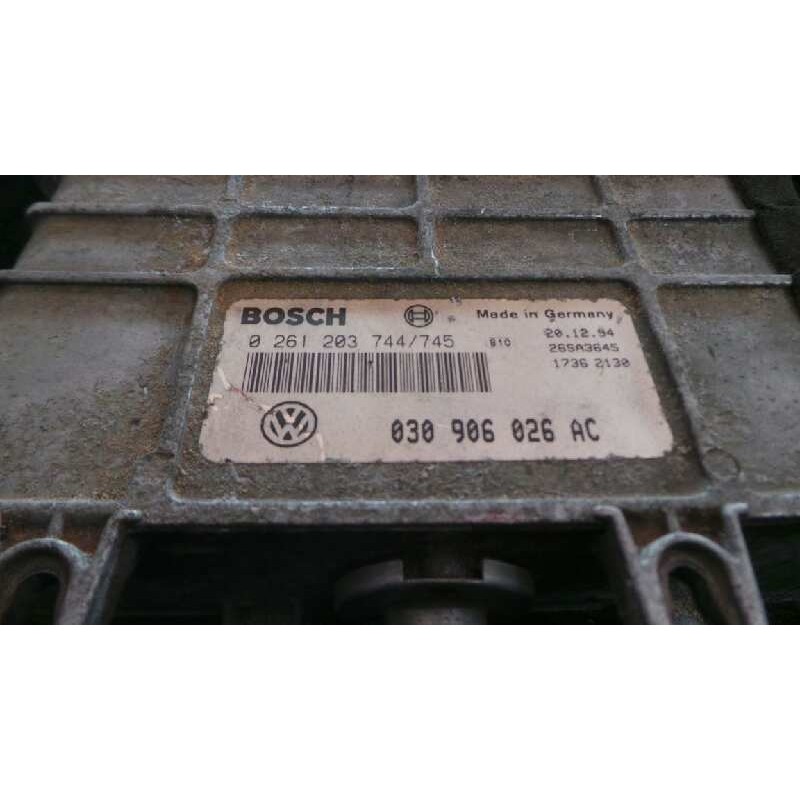 BOSCH Made in Germany
20.12.94
0 261 203 744/745 610 26SA3645
1736 2130
030 906 026 AC